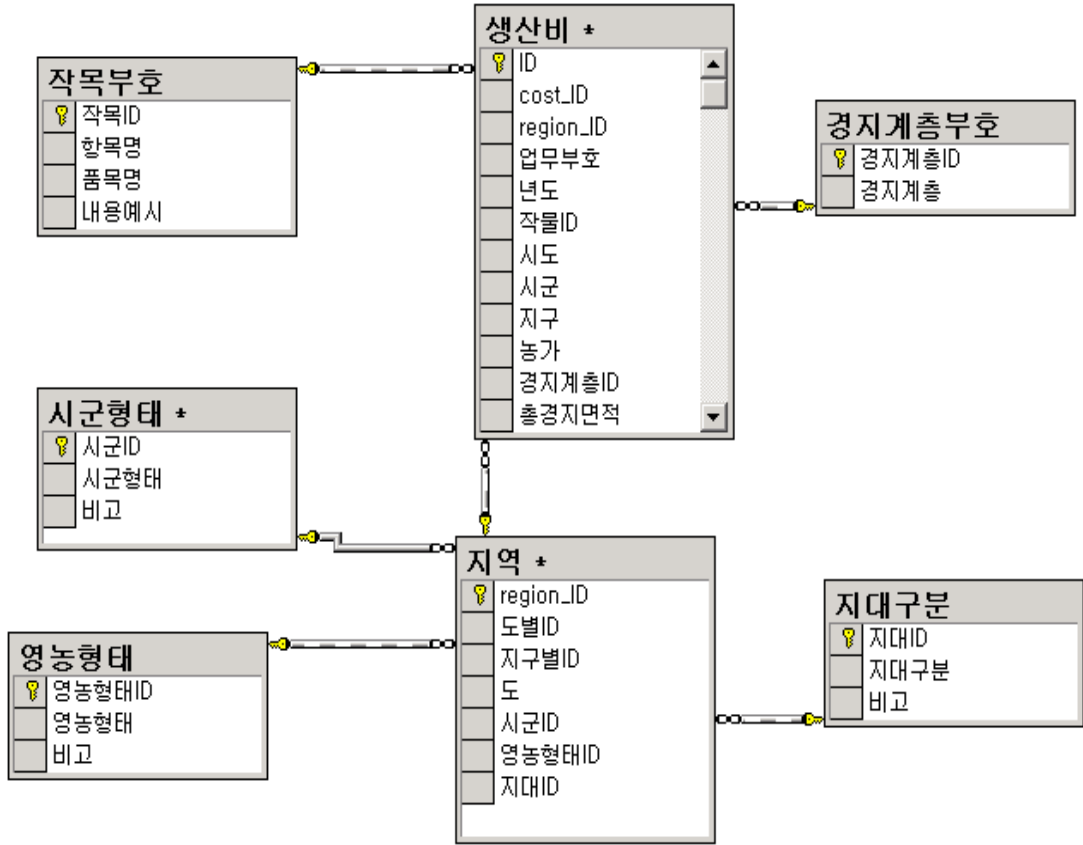 생산비 *
ID
cost_ID
region_ID
업무부호
년도
작물ID
시도
시군
지구
농가
경지계층ID
총경지면적
작목부호
작목ID
항목명
품목명
내용예시
경지계층부호
경지계층ID
경지계층
시군형태 *
시군ID
시군형태
비고
지역 *
region_ID
도별ID
지구별ID
도
시군ID
영농형태ID
지대ID
지대구분
지대ID
지대구분
비고
영농형태
영농형태ID
영농형태
비고